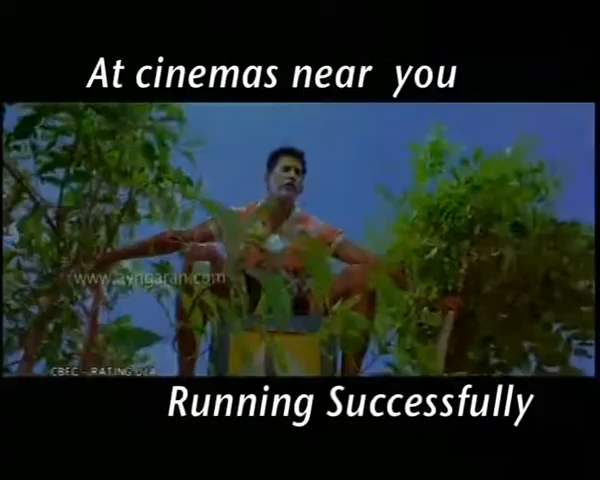 At cinemas near you
www.ayngaran.com
CBFC - RATING U/A
Running Successfully